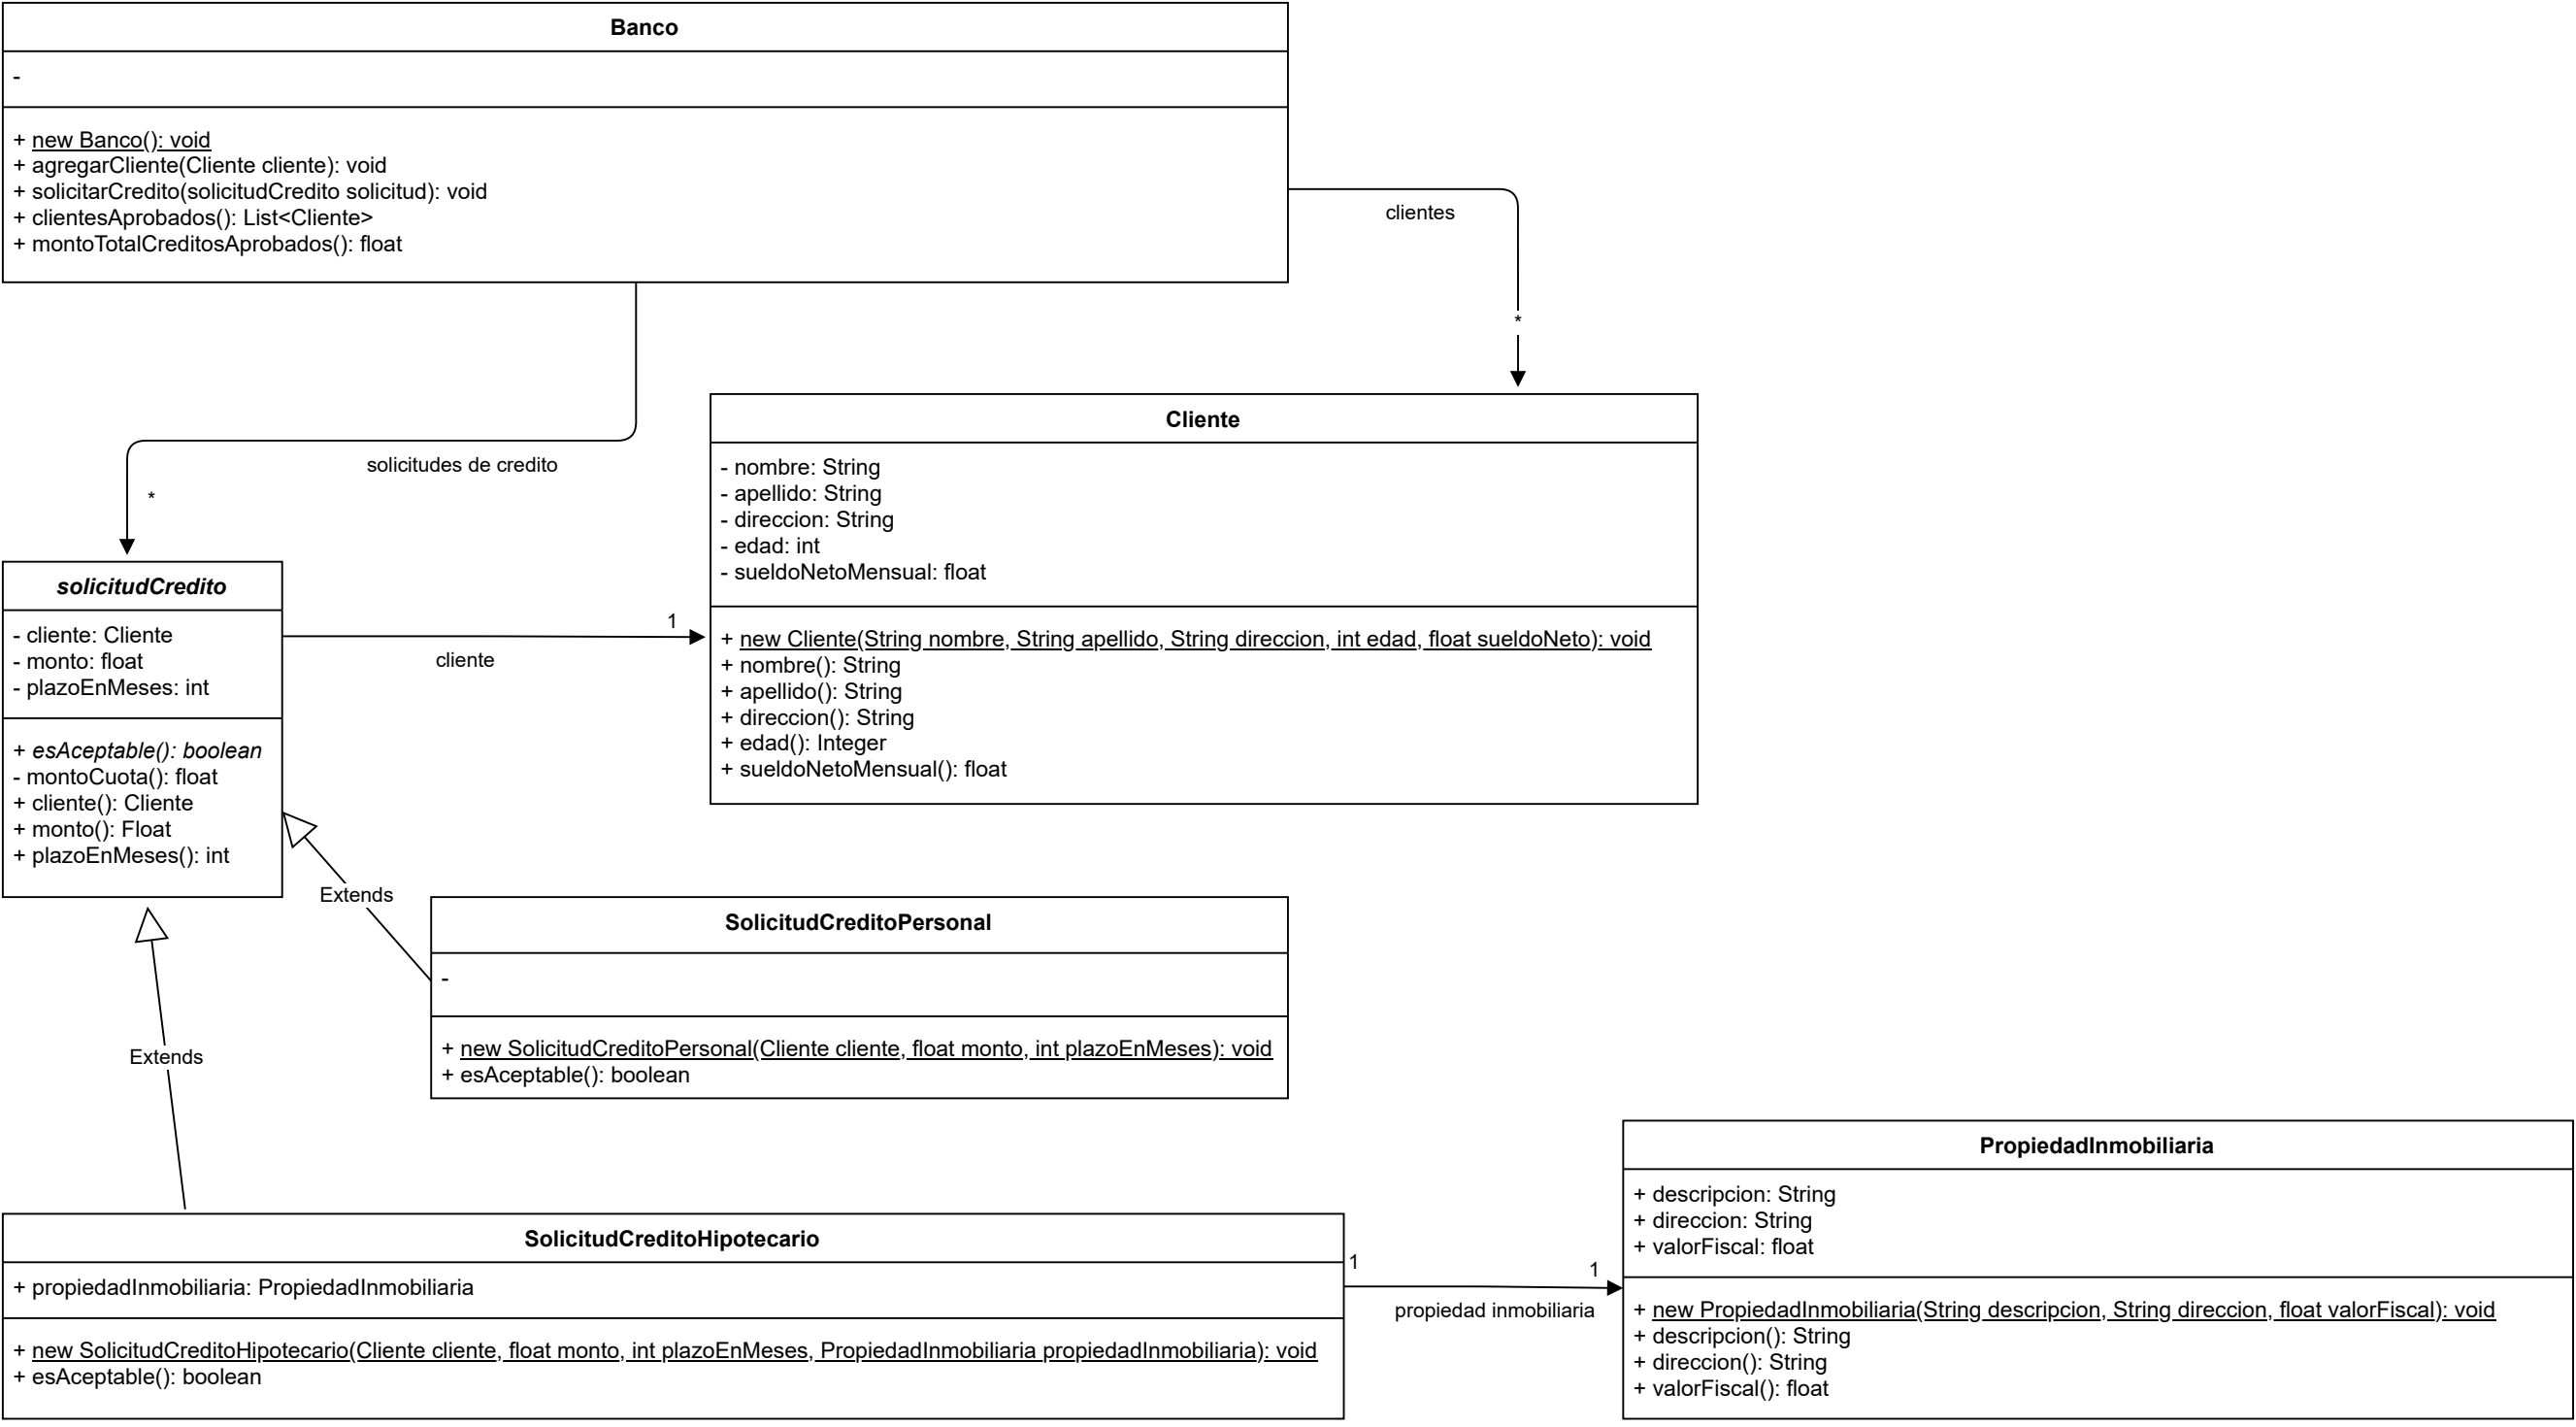 Banco
-
+ new Banco(): void
+ agregarCliente(Cliente cliente): void
+ solicitarCredito(solicitudCredito solicitud): void
+ clientesAprobados(): List<Cliente>
+ montoTotalCreditosAprobados(): float
clientes
*
solicitudes de credito
*
Cliente
- nombre: String
- apellido: String
- direccion: String
- edad: int
- sueldoNetoMensual: float
+ new Cliente(String nombre, String apellido, String direccion, int edad, float sueldoNeto): void
+ nombre(): String
+ apellido(): String
+ direccion(): String
+ edad(): Integer
+ sueldoNetoMensual(): float
solicitudCredito
- cliente: Cliente
- monto: float
- plazoEnMeses: int
+ esAceptable(): boolean
- montoCuota(): float
+ cliente(): Cliente
+ monto(): Float
+ plazoEnMeses(): int
1
cliente
Extends
SolicitudCreditoPersonal
-
+ new SolicitudCreditoPersonal(Cliente cliente, float monto, int plazoEnMeses): void
+ esAceptable(): boolean
Extends
SolicitudCreditoHipotecario
+ propiedadInmobiliaria: PropiedadInmobiliaria
+ new SolicitudCreditoHipotecario(Cliente cliente, float monto, int plazoEnMeses, PropiedadInmobiliaria propiedadInmobiliaria): void
+ esAceptable(): boolean
1
1
propiedad inmobiliaria
PropiedadInmobiliaria
+ descripcion: String
+ direccion: String
+ valorFiscal: float
+ new PropiedadInmobiliaria(String descripcion, String direccion, float valorFiscal): void
+ descripcion(): String
+ direccion(): String
+ valorFiscal(): float